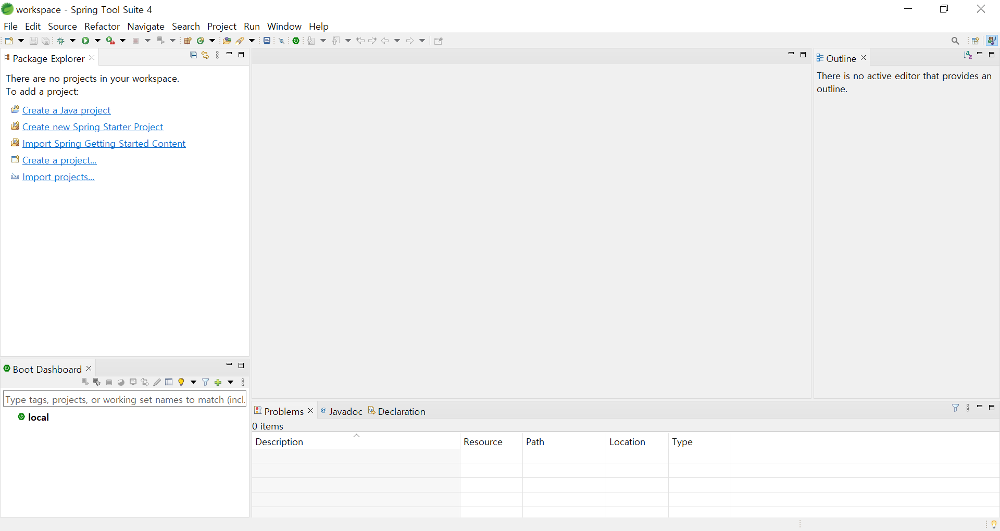 workspace - Spring Tool Suite 4
File Edit Source Refactor Navigate Search Project Run Window Help
Package Explorer
There are no projects in your workspace.
To add a project:
Create a Java project
Create new Spring Starter Project
Import Spring Getting Started Content
Create a project...
Import projects...
Outline
There is no active editor that provides an
outline.
Boot Dashboard
Type tags, projects, or working set names to match (incl.
local
Problems Javadoc Declaration
0 items
Description Resource Path Location Type